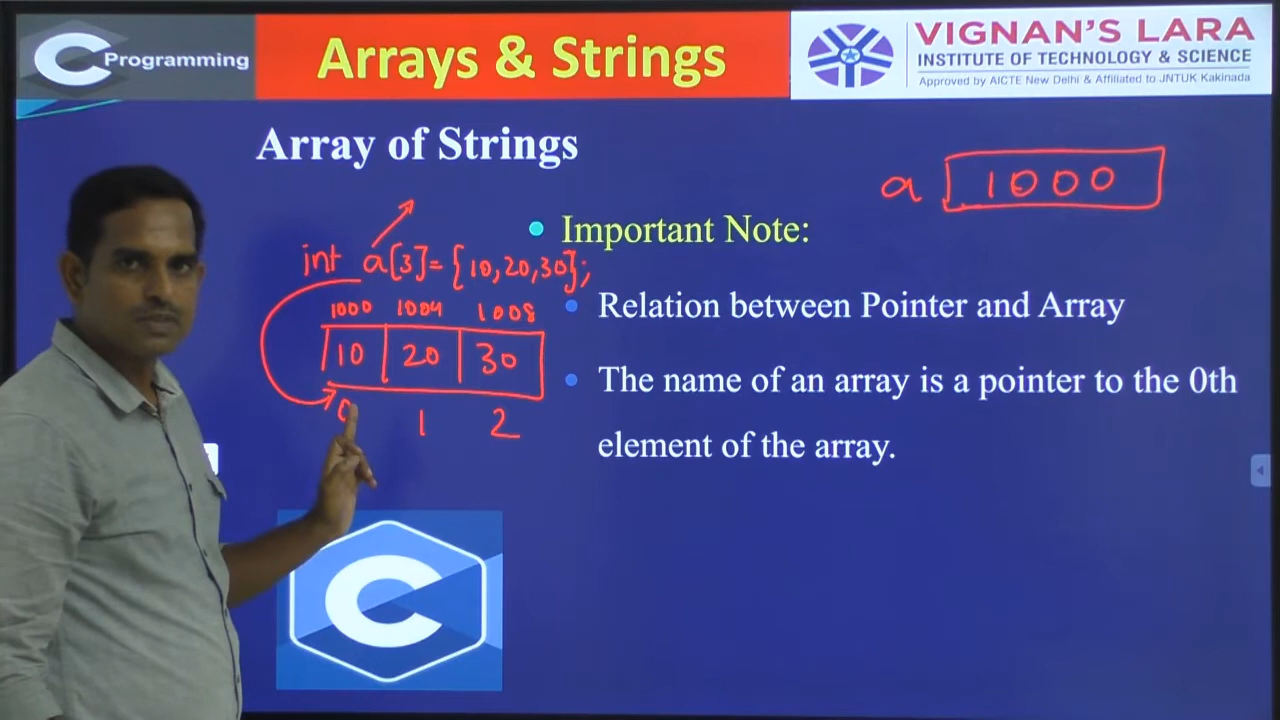 C Programming
Arrays & Strings
VIGNAN'S LARA
INSTITUTE OF TECHNOLOGY & SCIENCE
Approved by AICTE New Delhi & Affiliated to JNTUK Kakinada
Array of Strings
a 1000
Important Note:
int a[3]={10,20,30};
1000 1004 1008
Relation between Pointer and Array
10 20 30
The name of an array is a pointer to the 0th
0 1 2
element of the array.
C